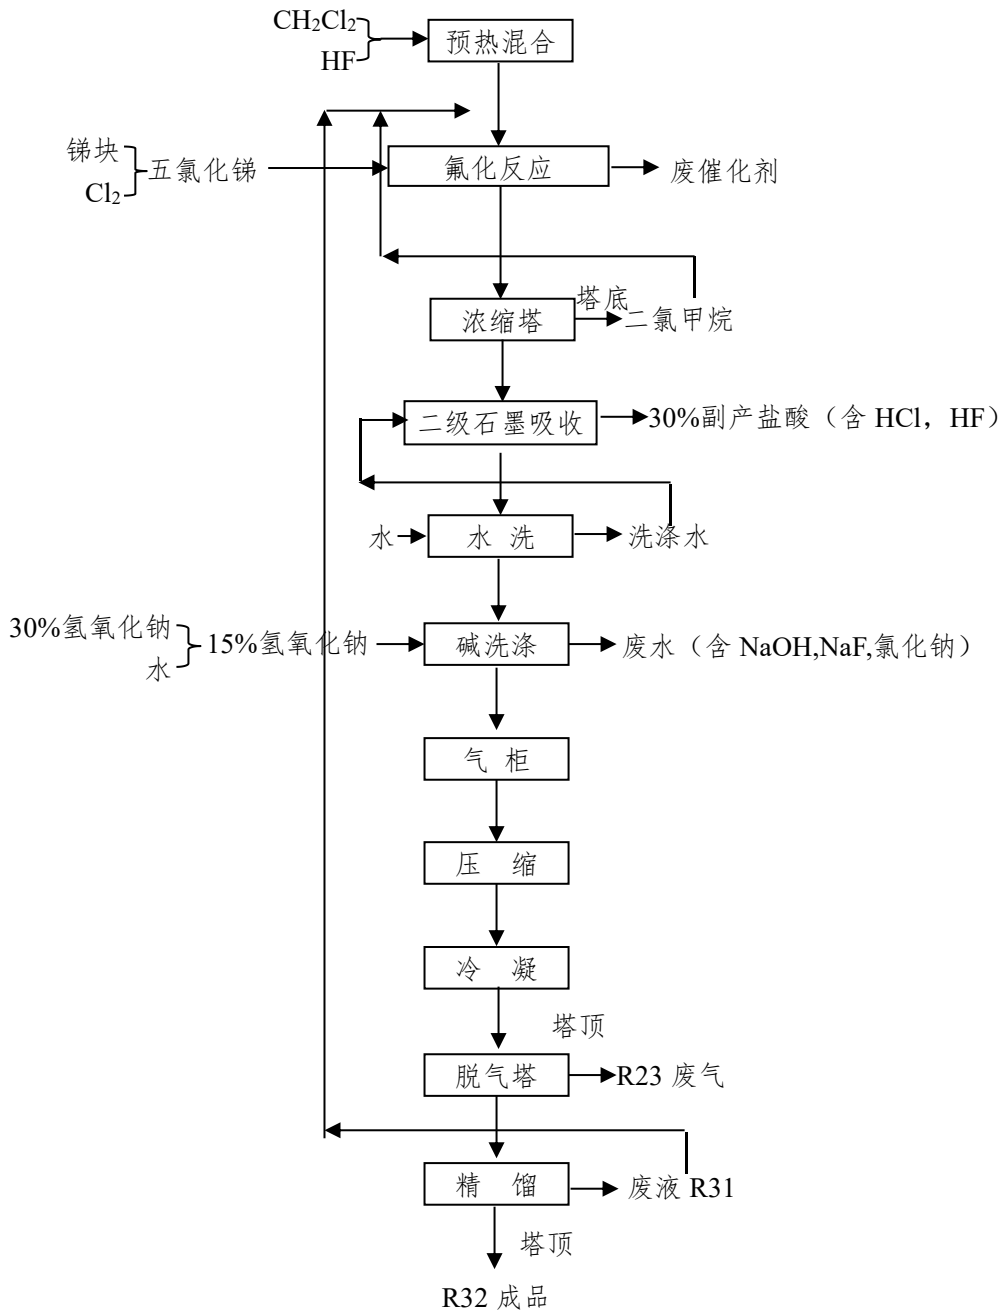 CH₂Cl₂
HF
预热混合
锑块
Cl₂
五氯化锑
氟化反应
废催化剂
浓缩塔
塔底
二氯甲烷
二级石墨吸收
30%副产盐酸（含 HCl，HF）
水
水 洗
洗涤水
30%氢氧化钠
水
15%氢氧化钠
碱洗涤
废水（含 NaOH,NaF,氯化钠）
气 柜
压 缩
冷 凝
塔顶
脱气塔
R23 废气
精 馏
废液 R31
塔顶
R32 成品